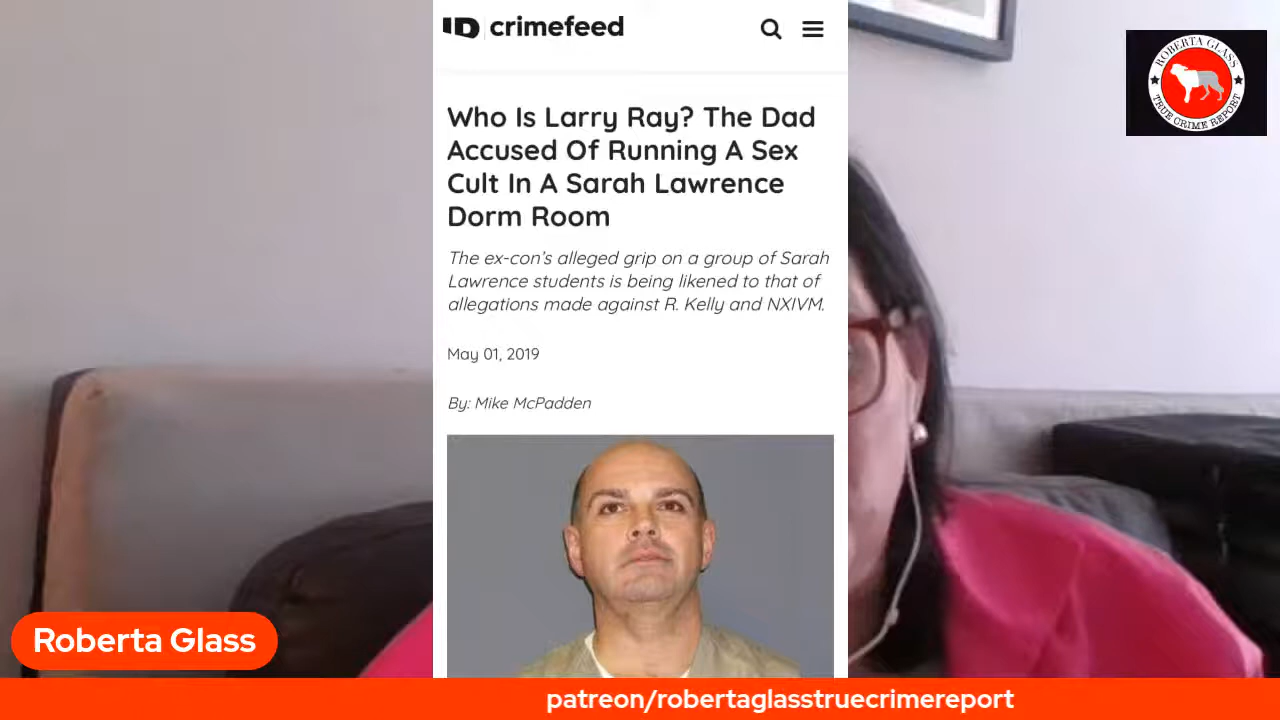 ID crimefeed
Who Is Larry Ray? The Dad
Accused Of Running A Sex
Cult In A Sarah Lawrence
Dorm Room
The ex-con's alleged grip on a group of Sarah
Lawrence students is being likened to that of
allegations made against R. Kelly and NXIVM.
May 01, 2019
By: Mike McPadden
ROBERTA GLASS
TRUE CRIME REPORT
Roberta Glass
patreon/robertaglasstruecrimereport